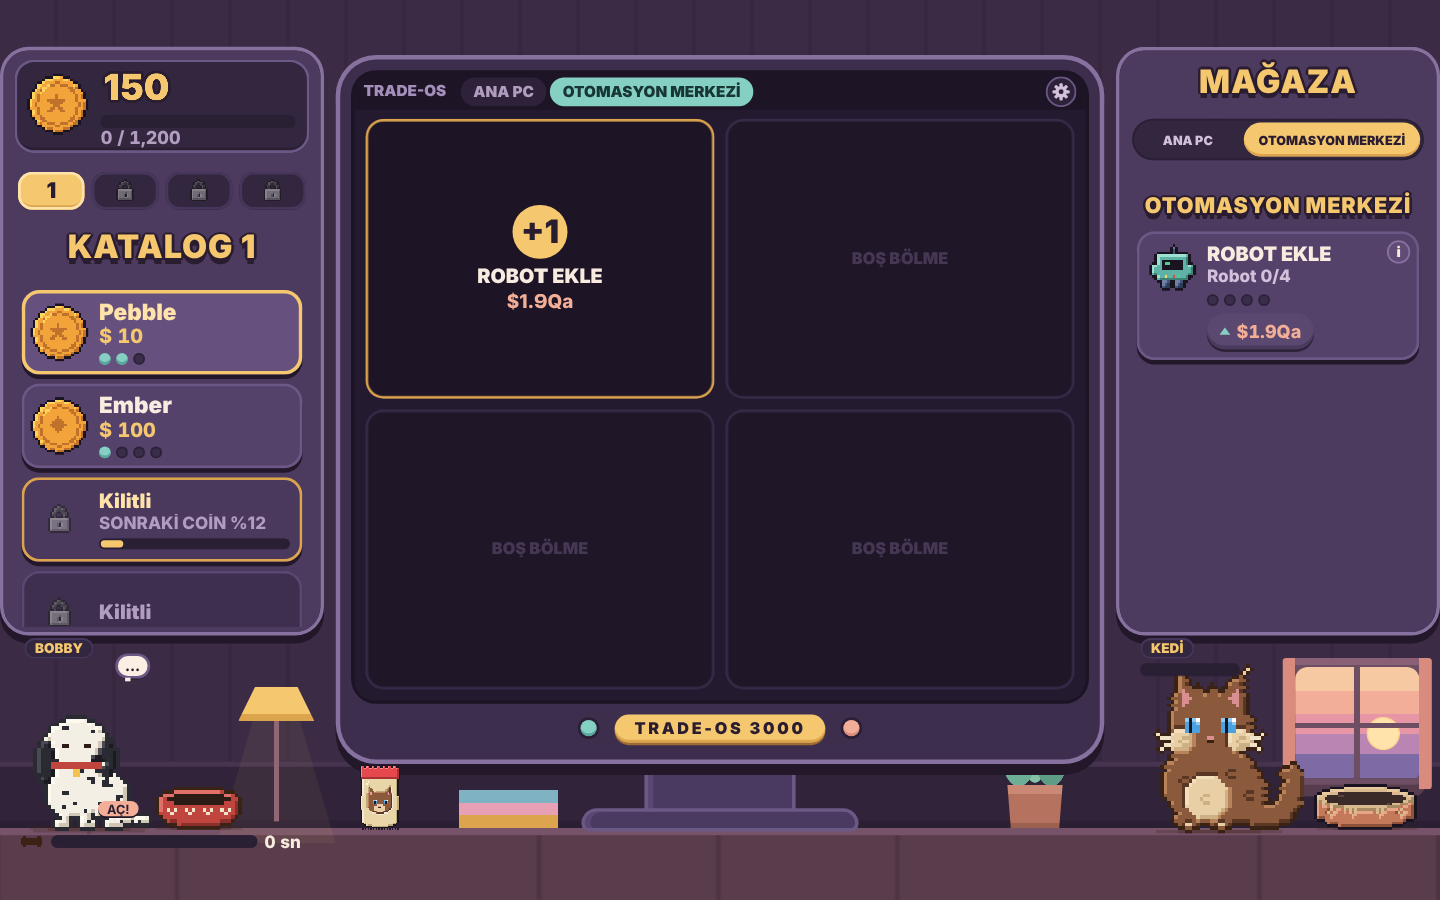 150
0 / 1,200
1
KATALOG 1
Pebble
$ 10
Ember
$ 100
Kilitli
SONRAKİ COİN %12
Kilitli
BOBBY
...
AÇ!
0 sn
TRADE-OS
ANA PC
OTOMASYON MERKEZİ
+1
ROBOT EKLE
$1.9Qa
BOŞ BÖLME
BOŞ BÖLME
BOŞ BÖLME
TRADE-OS 3000
MAĞAZA
ANA PC
OTOMASYON MERKEZİ
OTOMASYON MERKEZİ
ROBOT EKLE
i
Robot 0/4
$1.9Qa
KEDİ